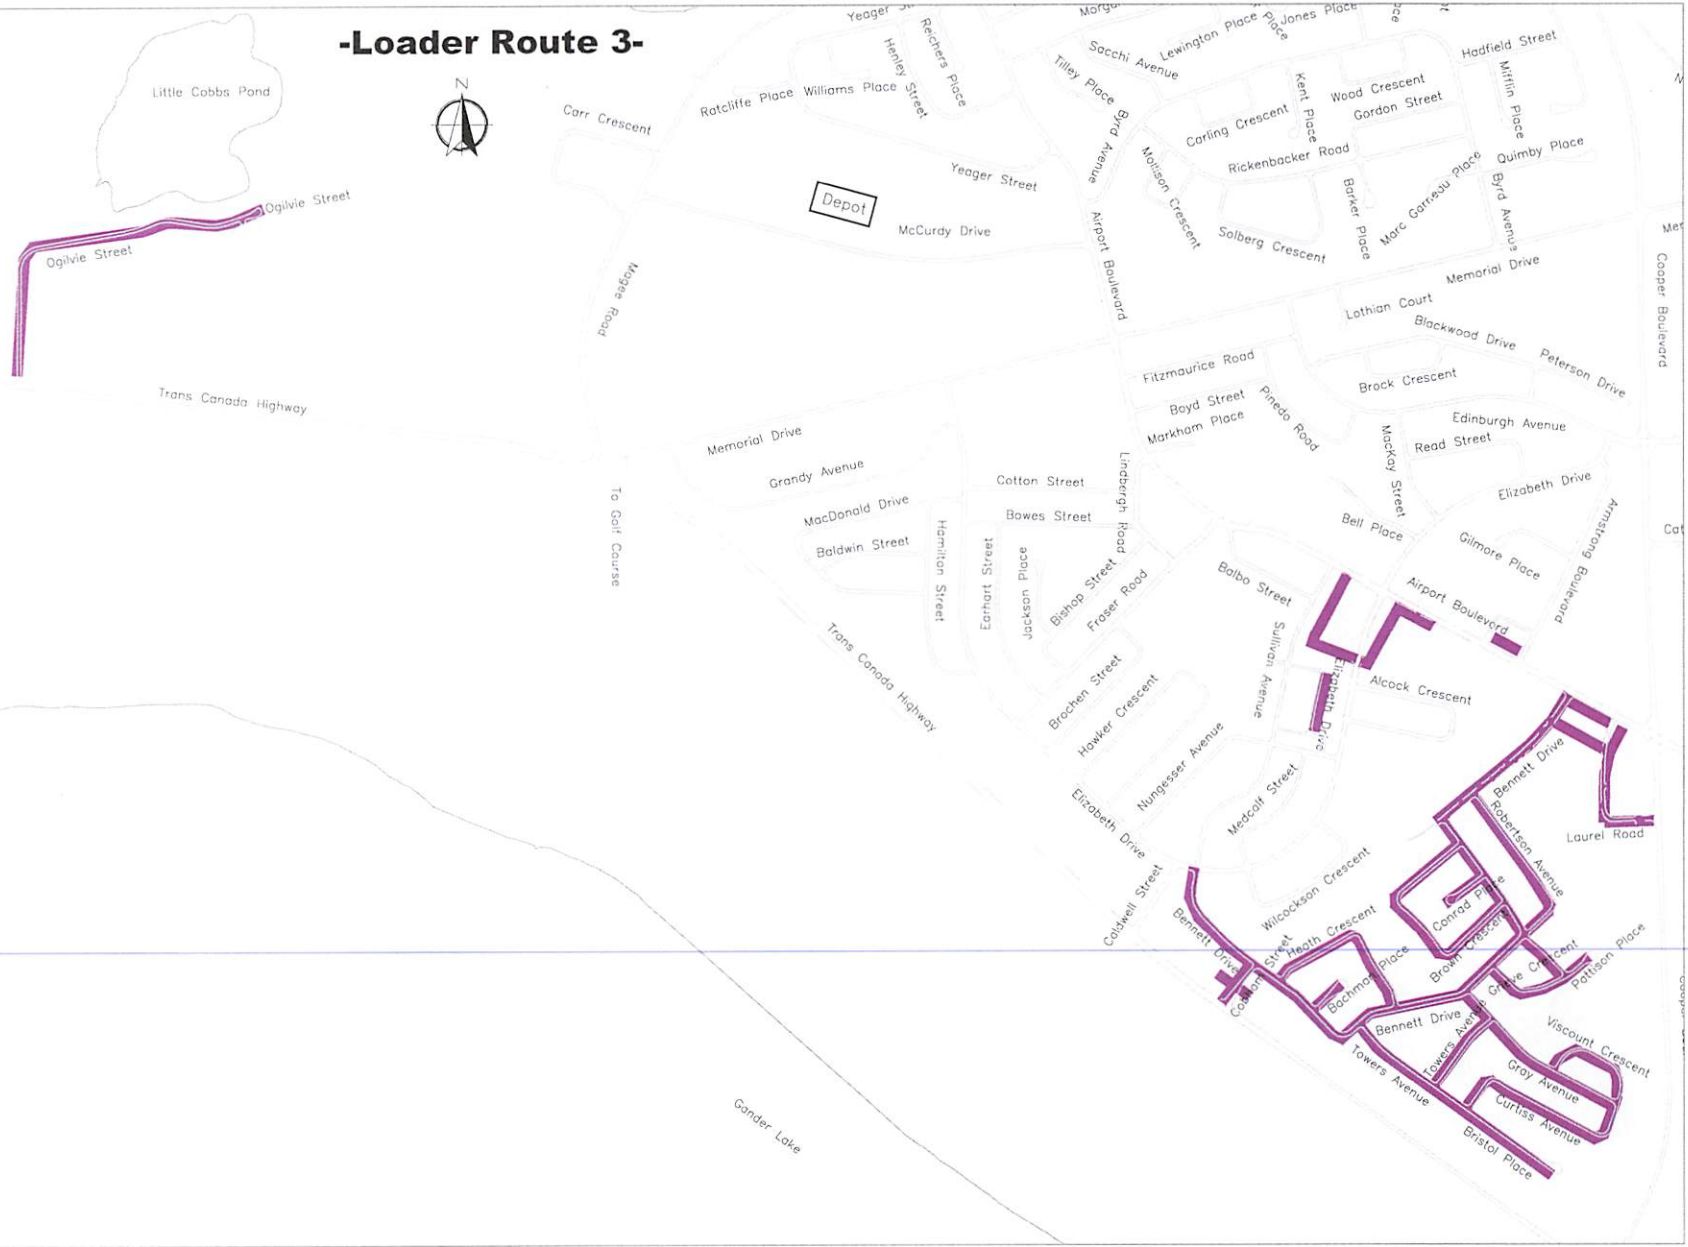 -Loader Route 3-
N
Little Cobbs Pond
Ogilvie Street
Ogilvie Street
Trans Canada Highway
Carr Crescent
Magee Road
To Golf Course
Ratcliffe Place
Williams Place
Henley Street
Reichers Place
Yeager Street
Depot
McCurdy Drive
Airport Boulevard
Tilley Place
Byrd Avenue
Sacchi Avenue
Lewington Place
Place
Jones Place
Hadfield Street
Mifflin Place
Kent Place
Wood Crescent
Gordon Street
Carling Crescent
Rickenbacker Road
Mollison Crescent
Solberg Crescent
Barker Place
Marc Garneau Place
Quimby Place
Byrd Avenue
Memorial Drive
Cooper Boulevard
Lothian Court
Blackwood Drive
Peterson Drive
Fitzmaurice Road
Boyd Street
Markham Place
Pinedo Road
Brock Crescent
Edinburgh Avenue
Read Street
MacKay Street
Elizabeth Drive
Armstrong Boulevard
Bell Place
Gilmore Place
Airport Boulevard
Memorial Drive
Grandy Avenue
MacDonald Drive
Baldwin Street
Hamilton Street
Cotton Street
Bowes Street
Lindbergh Road
Earhart Street
Jackson Place
Bishop Street
Fraser Road
Trans Canada Highway
Brochen Street
Hawker Crescent
Nungesser Avenue
Elizabeth Drive
Balbo Street
Sullivan Avenue
Elizabeth Drive
Alcock Crescent
Medcalf Street
Wilcockson Crescent
Caldwell Street
Bennett Drive
Cobham Street
Heath Crescent
Bachman Place
Bennett Drive
Robertson Avenue
Laurel Road
Conrad Place
Brown Crescent
Grieve Crescent
Pattison Place
Bennett Drive
Towers Avenue
Towers Avenue
Viscount Crescent
Gray Avenue
Curtiss Avenue
Bristol Place
Gander Lake